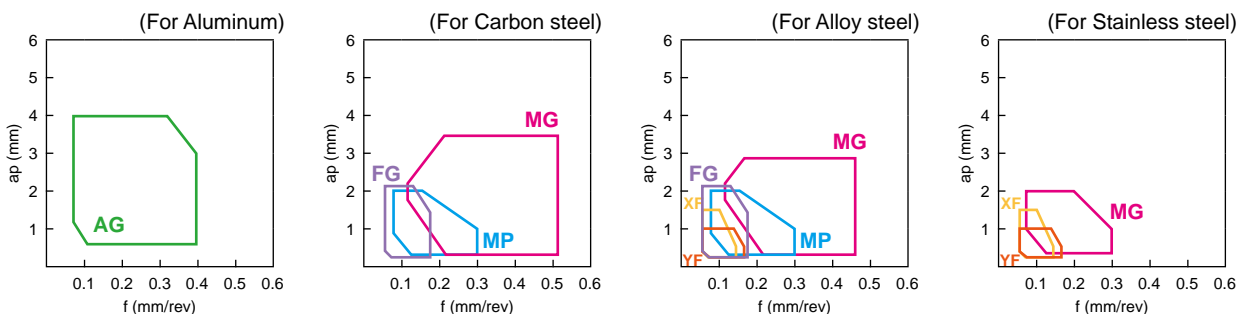 (For Aluminum)
6
5
4
3
2
1
ap (mm)
AG
0.1 0.2 0.3 0.4 0.5 0.6
f (mm/rev)
(For Carbon steel)
6
5
4
3
2
1
ap (mm)
MG
FG
MP
0.1 0.2 0.3 0.4 0.5 0.6
f (mm/rev)
(For Alloy steel)
6
5
4
3
2
1
ap (mm)
MG
FG
XF
MP
YF
0.1 0.2 0.3 0.4 0.5 0.6
f (mm/rev)
(For Stainless steel)
6
5
4
3
2
1
ap (mm)
XF
MG
YF
0.1 0.2 0.3 0.4 0.5 0.6
f (mm/rev)